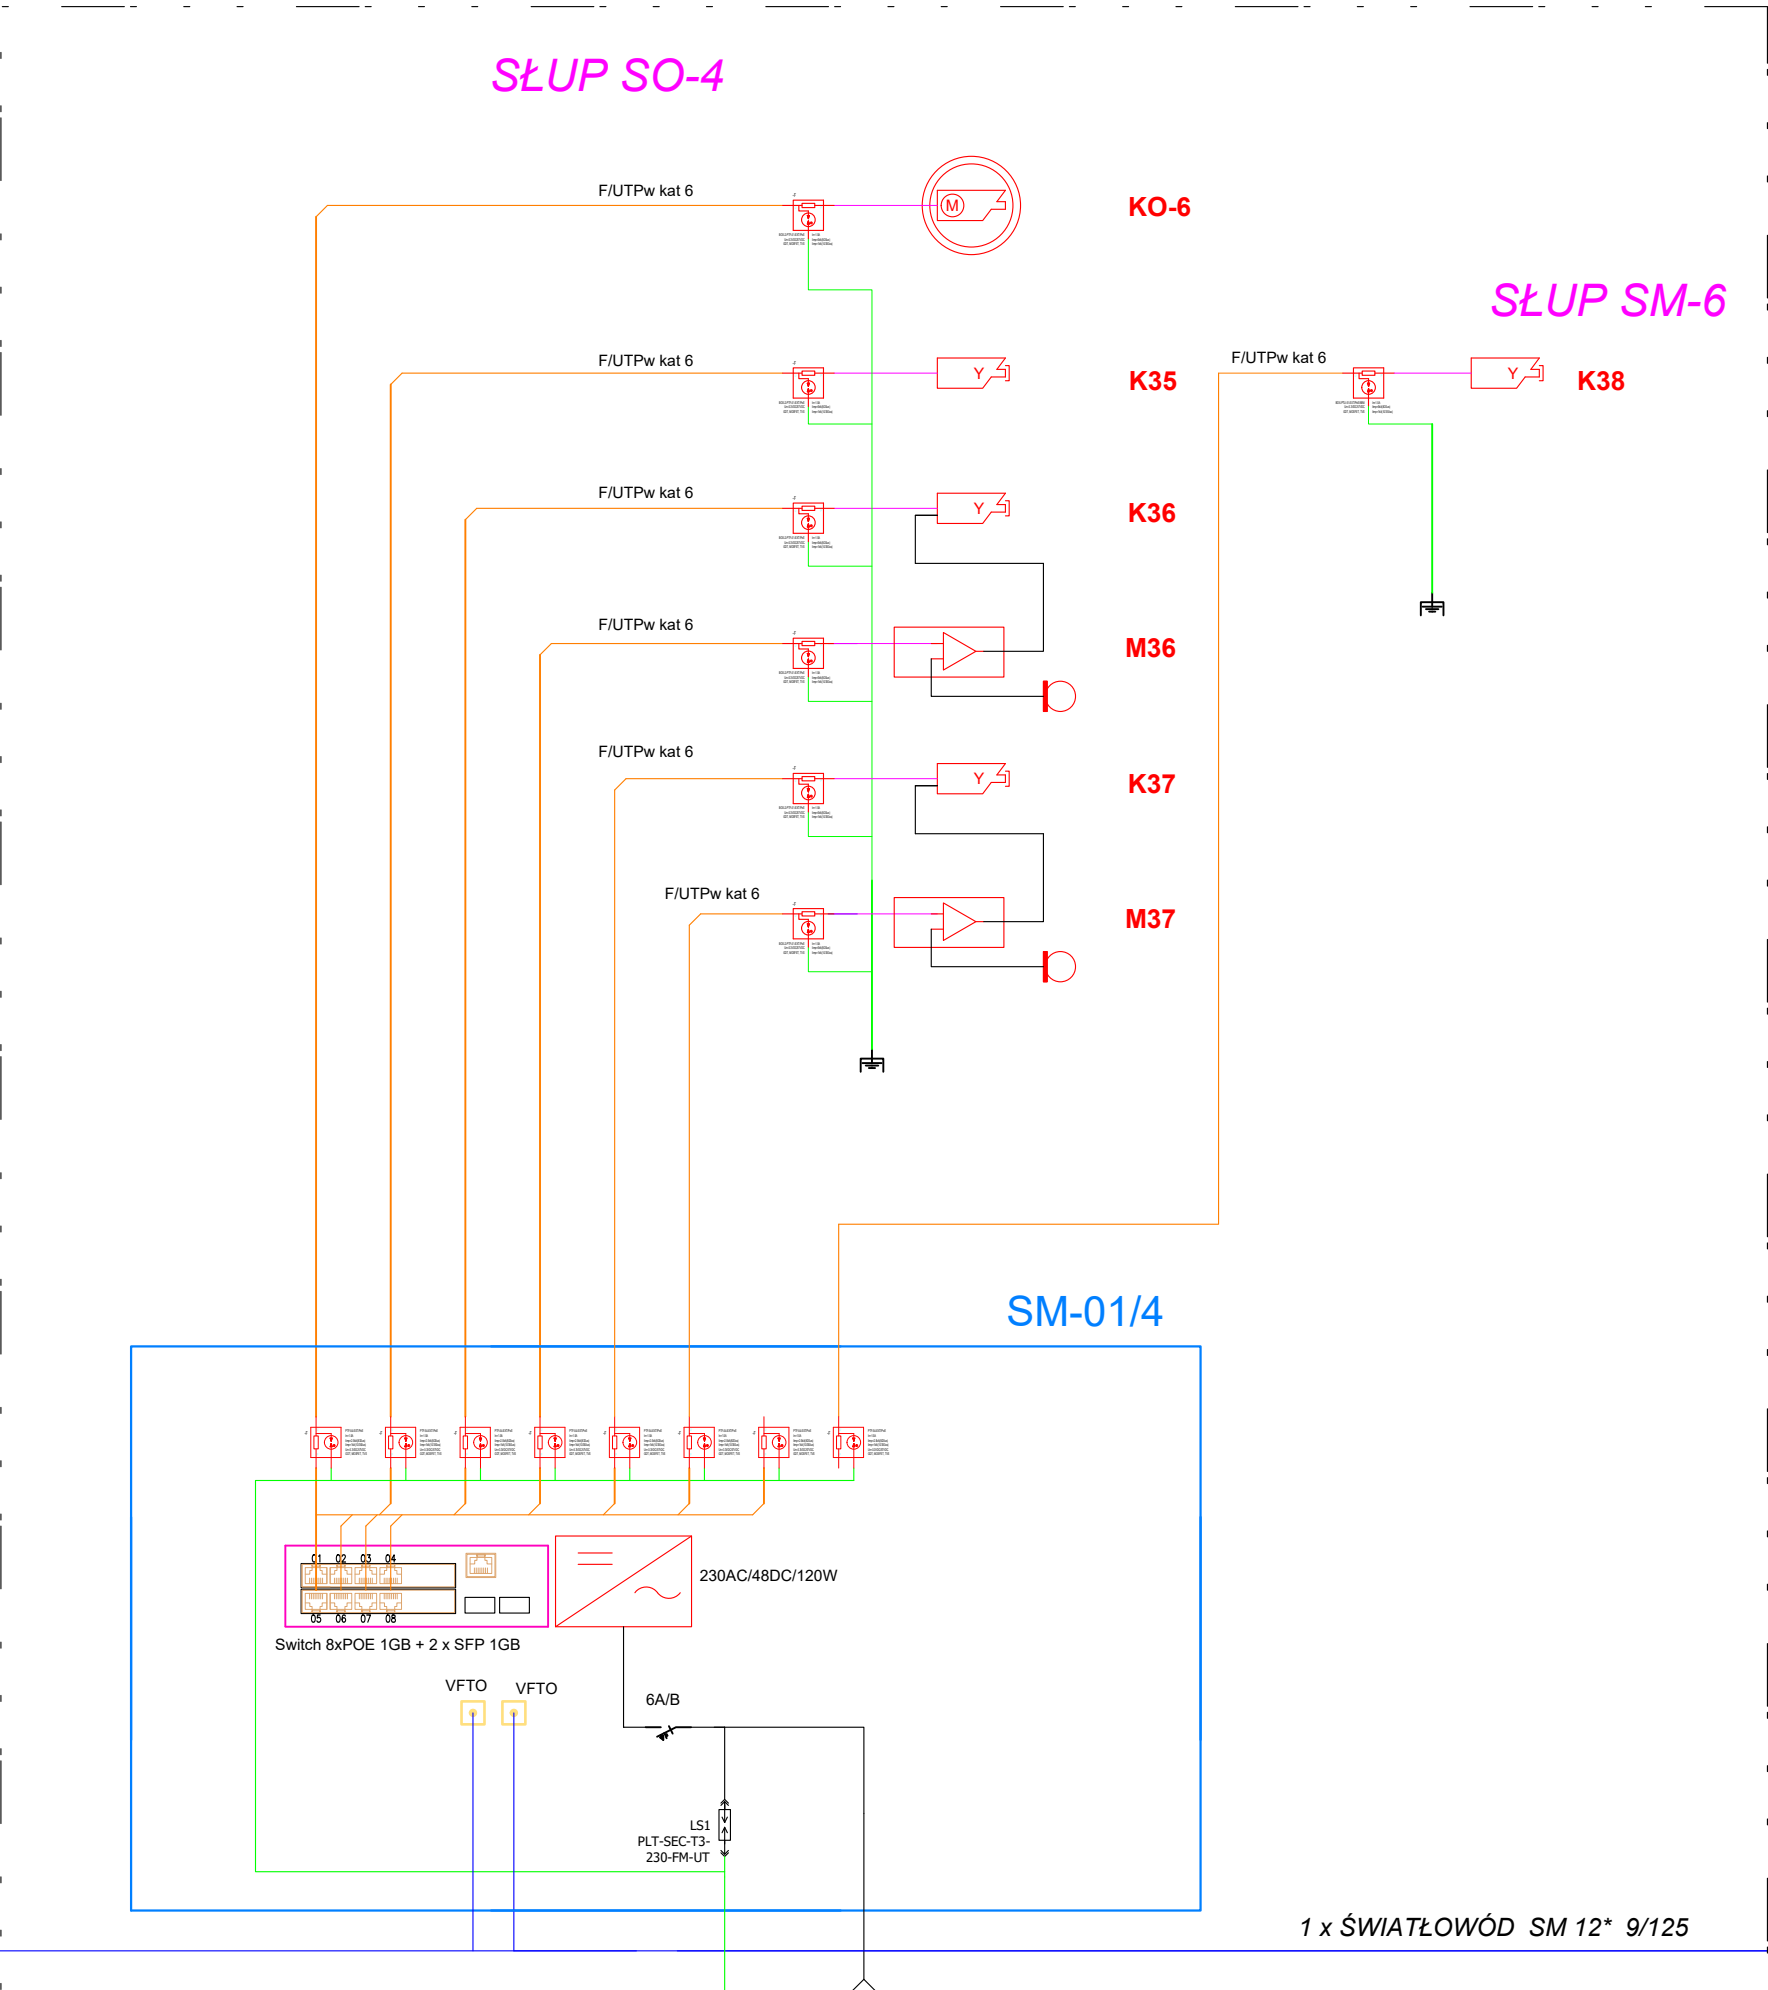 SŁUP SO-4
F/UTPw kat 6
M
KO-6
SŁUP SM-6
F/UTPw kat 6
Y
K35
F/UTPw kat 6
Y
K38
F/UTPw kat 6
Y
K36
F/UTPw kat 6
M36
F/UTPw kat 6
Y
K37
F/UTPw kat 6
M37
SM-01/4
01 02 03 04
05 06 07 08
230AC/48DC/120W
Switch 8xPOE 1GB + 2 x SFP 1GB
VFTO
VFTO
6A/B
LS1
PLT-SEC-T3-
230-FM-UT
1 x ŚWIATŁOWÓD SM 12* 9/125